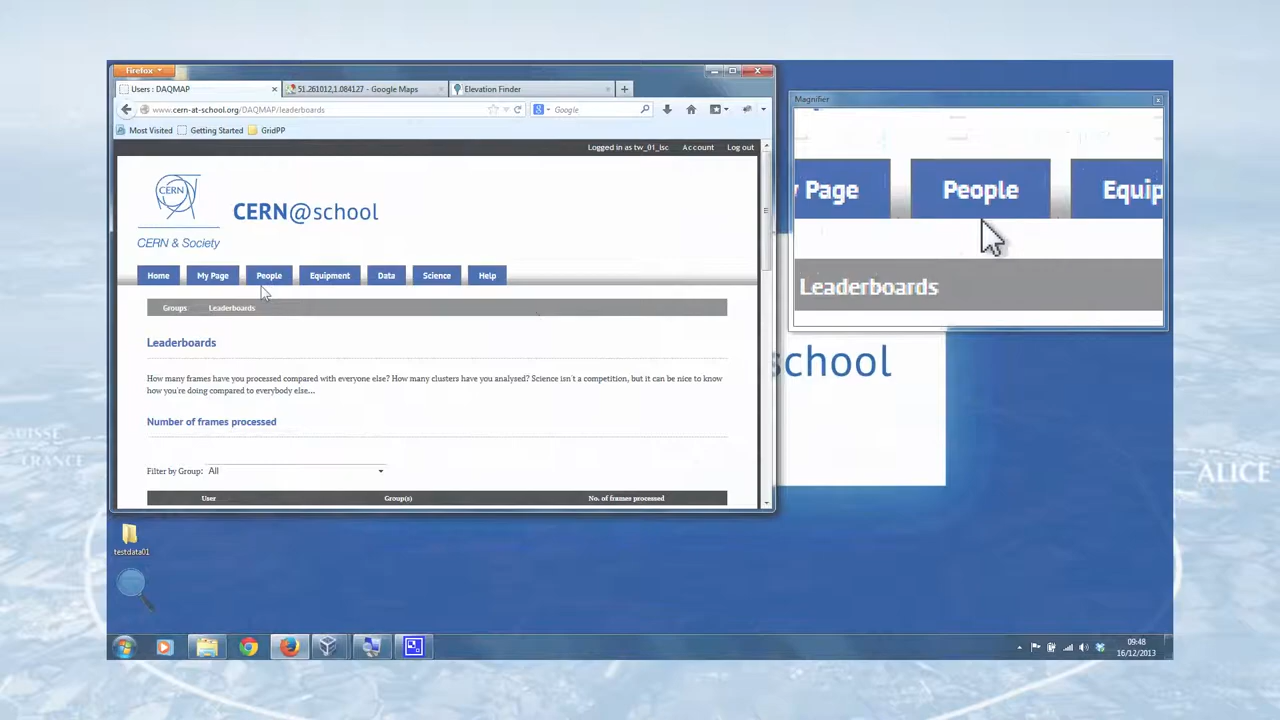 Firefox
Users : DAQMAP
51.261012,1.084127 - Google Maps
Elevation Finder
www.cern-at-school.org/DAQMAP/leaderboards
Google
Most Visited
Getting Started
GridPP
Logged in as tw_01_lsc
Account
Log out
CERN
CERN & Society
CERN@school
Home
My Page
People
Equipment
Data
Science
Help
Groups
Leaderboards
Leaderboards
How many frames have you processed compared with everyone else? How many clusters have you analysed? Science isn't a competition, but it can be nice to know
how you're doing compared to everybody else...
Number of frames processed
Filter by Group: All
User
Group(s)
No. of frames processed
Magnifier
y Page
People
Equip
Leaderboards
school
SUISSE
FRANCE
ALICE
testdata01
09:48
16/12/2013